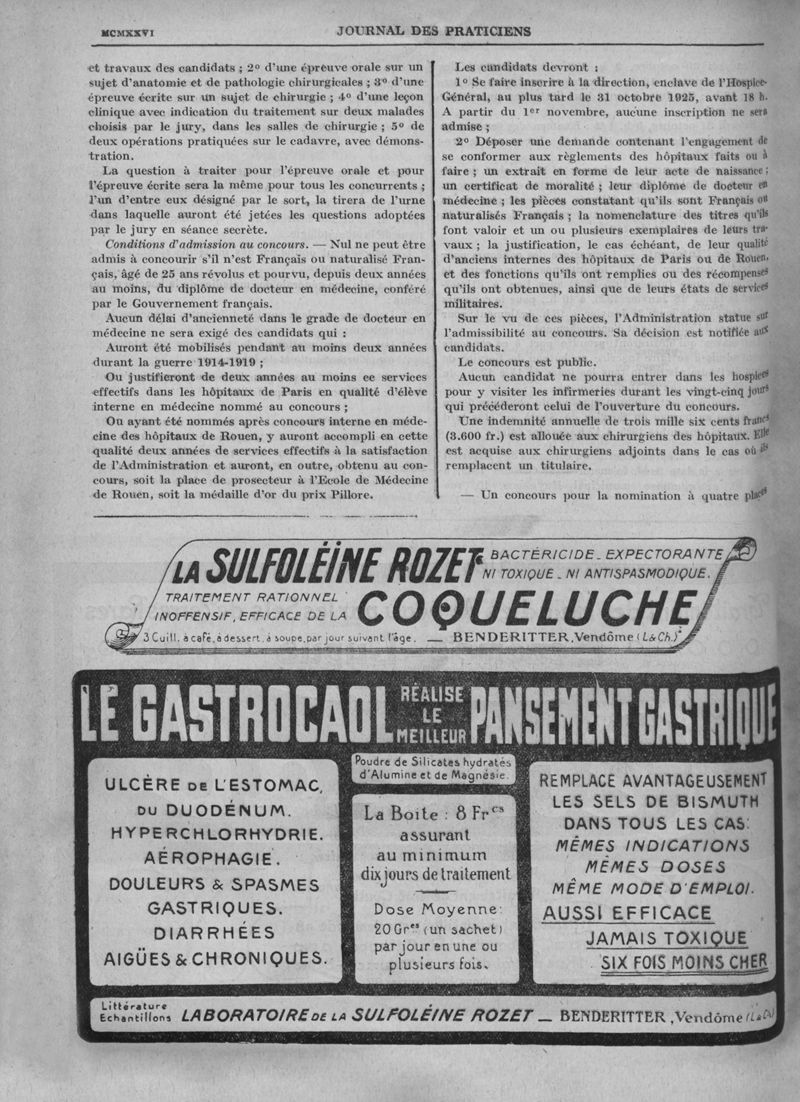 MCMXXVI
JOURNAL DES PRATICIENS
et travaux des candidats ; 2º d'une épreuve orale sur un
sujet d'anatomie et de pathologie chirurgicales ; 3º d'une
épreuve écrite sur un sujet de chirurgie ; 4º d'une leçon
clinique avec indication du traitement sur deux malades
choisis par le jury, dans les salles de chirurgie ; 5º de
deux opérations pratiquées sur le cadavre, avec démons-
tration.
La question à traiter pour l'épreuve orale et pour
l'épreuve écrite sera la même pour tous les concurrents ;
l'un d'entre eux désigné par le sort, la tirera de l'urne
dans laquelle auront été jetées les questions adoptées
par le jury en séance secrète.
Conditions d'admission au concours. — Nul ne peut être
admis à concourir s'il n'est Français ou naturalisé Fran-
çais, âgé de 25 ans révolus et pourvu, depuis deux années
au moins, du diplôme de docteur en médecine, conféré
par le Gouvernement français.
Aucun délai d'ancienneté dans le grade de docteur en
médecine ne sera exigé des candidats qui :
Auront été mobilisés pendant au moins deux années
durant la guerre 1914-1919 ;
Ou justifieront de deux années au moins ee services
effectifs dans les hôpitaux de Paris en qualité d'élève
interne en médecine nommé au concours ;
Ou ayant été nommés après concours interne en méde-
cine des hôpitaux de Rouen, y auront accompli en cette
qualité deux années de services effectifs à la satisfaction
de l'Administration et auront, en outre, obtenu au con-
cours, soit la place de prosecteur à l'Ecole de Médecine
de Rouen, soit la médaille d'or du prix Pillore.
Les candidats devront :
1º Se faire inscrire à la direction, enclave de l'Hospice-
Général, au plus tard le 31 octobre 1925, avant 18 h.
A partir du 1er novembre, aucune inscription ne sera
admise ;
2º Déposer une demande contenant l'engagement de
se conformer aux règlements des hôpitaux faits ou à
faire ; un extrait en forme de leur acte de naissance ;
un certificat de moralité ; leur diplôme de docteur en
médecine ; les pièces constatant qu'ils sont Français ou
naturalisés Français ; la nomenclature des titres qu'ils
font valoir et un ou plusieurs exemplaires de leurs tra-
vaux ; la justification, le cas échéant, de leur qualité
d'anciens internes des hôpitaux de Paris ou de Rouen,
et des fonctions qu'ils ont remplies ou des récompenses
qu'ils ont obtenues, ainsi que de leurs états de services
militaires.
Sur le vu de ces pièces, l'Administration statue sur
l'admissibilité au concours. Sa décision est notifiée aux
candidats.
Le concours est public.
Aucun candidat ne pourra entrer dans les hospices
pour y visiter les infirmeries durant les vingt-cinq jours
qui précéderont celui de l'ouverture du concours.
Une indemnité annuelle de trois mille six cents francs
(3.600 fr.) est allouée aux chirurgiens des hôpitaux. Elle
est acquise aux chirurgiens adjoints dans le cas où ils
remplacent un titulaire.
— Un concours pour la nomination à quatre places
LA SULFOLÉINE ROZET
BACTÉRICIDE_EXPECTORANTE
NI TOXIQUE_NI ANTISPASMODIQUE.
TRAITEMENT RATIONNEL
INOFFENSIF, EFFICACE DE LA
COQUELUCHE
3 Cuill. à café, à dessert, à soupe, par jour suivant l'âge. — BENDERITTER, Vendôme (L& Ch.)
LE GASTROCAOL
RÉALISE
LE
MEILLEUR
PANSEMENT GASTRIQUE
ULCÈRE DE L'ESTOMAC,
DU DUODÉNUM.
HYPERCHLORHYDRIE.
AÉROPHAGIE.
DOULEURS & SPASMES
GASTRIQUES.
DIARRHÉES
AIGÜES & CHRONIQUES.
Poudre de Silicates hydratés
d'Alumine et de Magnésie.
La Boîte : 8 Frcs
assurant
au minimum
dix jours de traitement
Dose Moyenne:
20 Gres (un sachet)
par jour en une ou
plusieurs fois.
REMPLACE AVANTAGEUSEMENT
LES SELS DE BISMUTH
DANS TOUS LES CAS:
MÊMES INDICATIONS
MÊMES DOSES
MÊME MODE D'EMPLOI.
AUSSI EFFICACE
JAMAIS TOXIQUE
SIX FOIS MOINS CHER
Littérature
Echantillons
LABORATOIRE DE LA SULFOLÉINE ROZET — BENDERITTER, Vendôme (L& Ch)